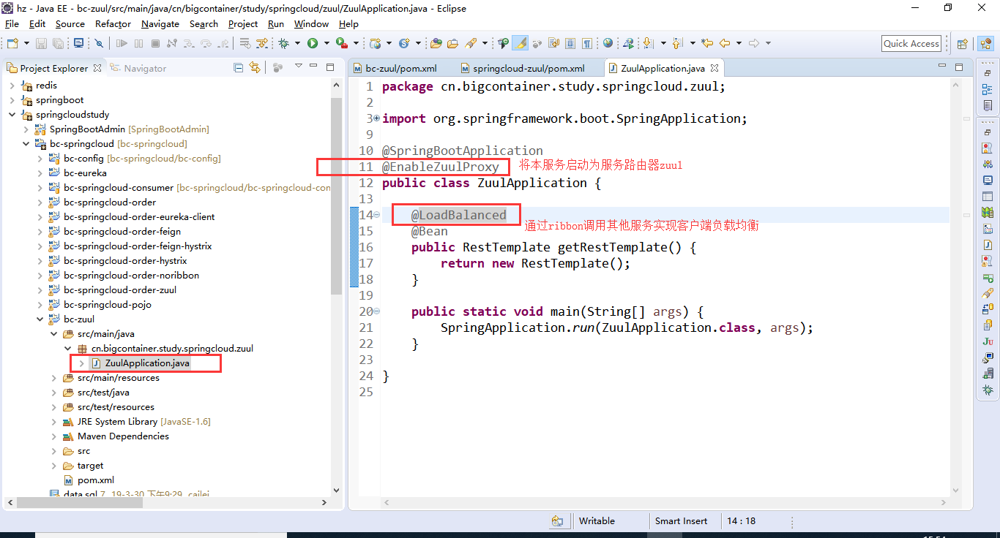 hz - Java EE - bc-zuul/src/main/java/cn/bigcontainer/study/springcloud/zuul/ZuulApplication.java - Eclipse
File Edit Source Refactor Navigate Search Project Run Window Help
Quick Access
Project Explorer Navigator
redis
springboot
springcloudstudy
SpringBootAdmin [SpringBootAdmin]
bc-springcloud [bc-springcloud]
bc-config [bc-springcloud/bc-config]
bc-eureka
bc-springcloud-consumer [bc-springcloud/bc-springcloud-con
bc-springcloud-order
bc-springcloud-order-eureka-client
bc-springcloud-order-feign
bc-springcloud-order-feign-hystrix
bc-springcloud-order-hystrix
bc-springcloud-order-noribbon
bc-springcloud-order-zuul
bc-springcloud-pojo
bc-zuul
src/main/java
cn.bigcontainer.study.springcloud.zuul
ZuulApplication.java
src/main/resources
src/test/java
src/test/resources
JRE System Library [JavaSE-1.6]
Maven Dependencies
src
target
pom.xml
data.sql 7 19-3-30 下午9:29 cailei
bc-zuul/pom.xml springcloud-zuul/pom.xml ZuulApplication.java
1 package cn.bigcontainer.study.springcloud.zuul;
2
3 import org.springframework.boot.SpringApplication;
9
10 @SpringBootApplication
11 @EnableZuulProxy 将本服务启动为服务路由器zuul
12 public class ZuulApplication {
13
14 @LoadBalanced 通过ribbon调用其他服务实现客户端负载均衡
15 @Bean
16 public RestTemplate getRestTemplate() {
17 return new RestTemplate();
18 }
19
20 public static void main(String[] args) {
21 SpringApplication.run(ZuulApplication.class, args);
22 }
23
24 }
25
Writable Smart Insert 14 : 18